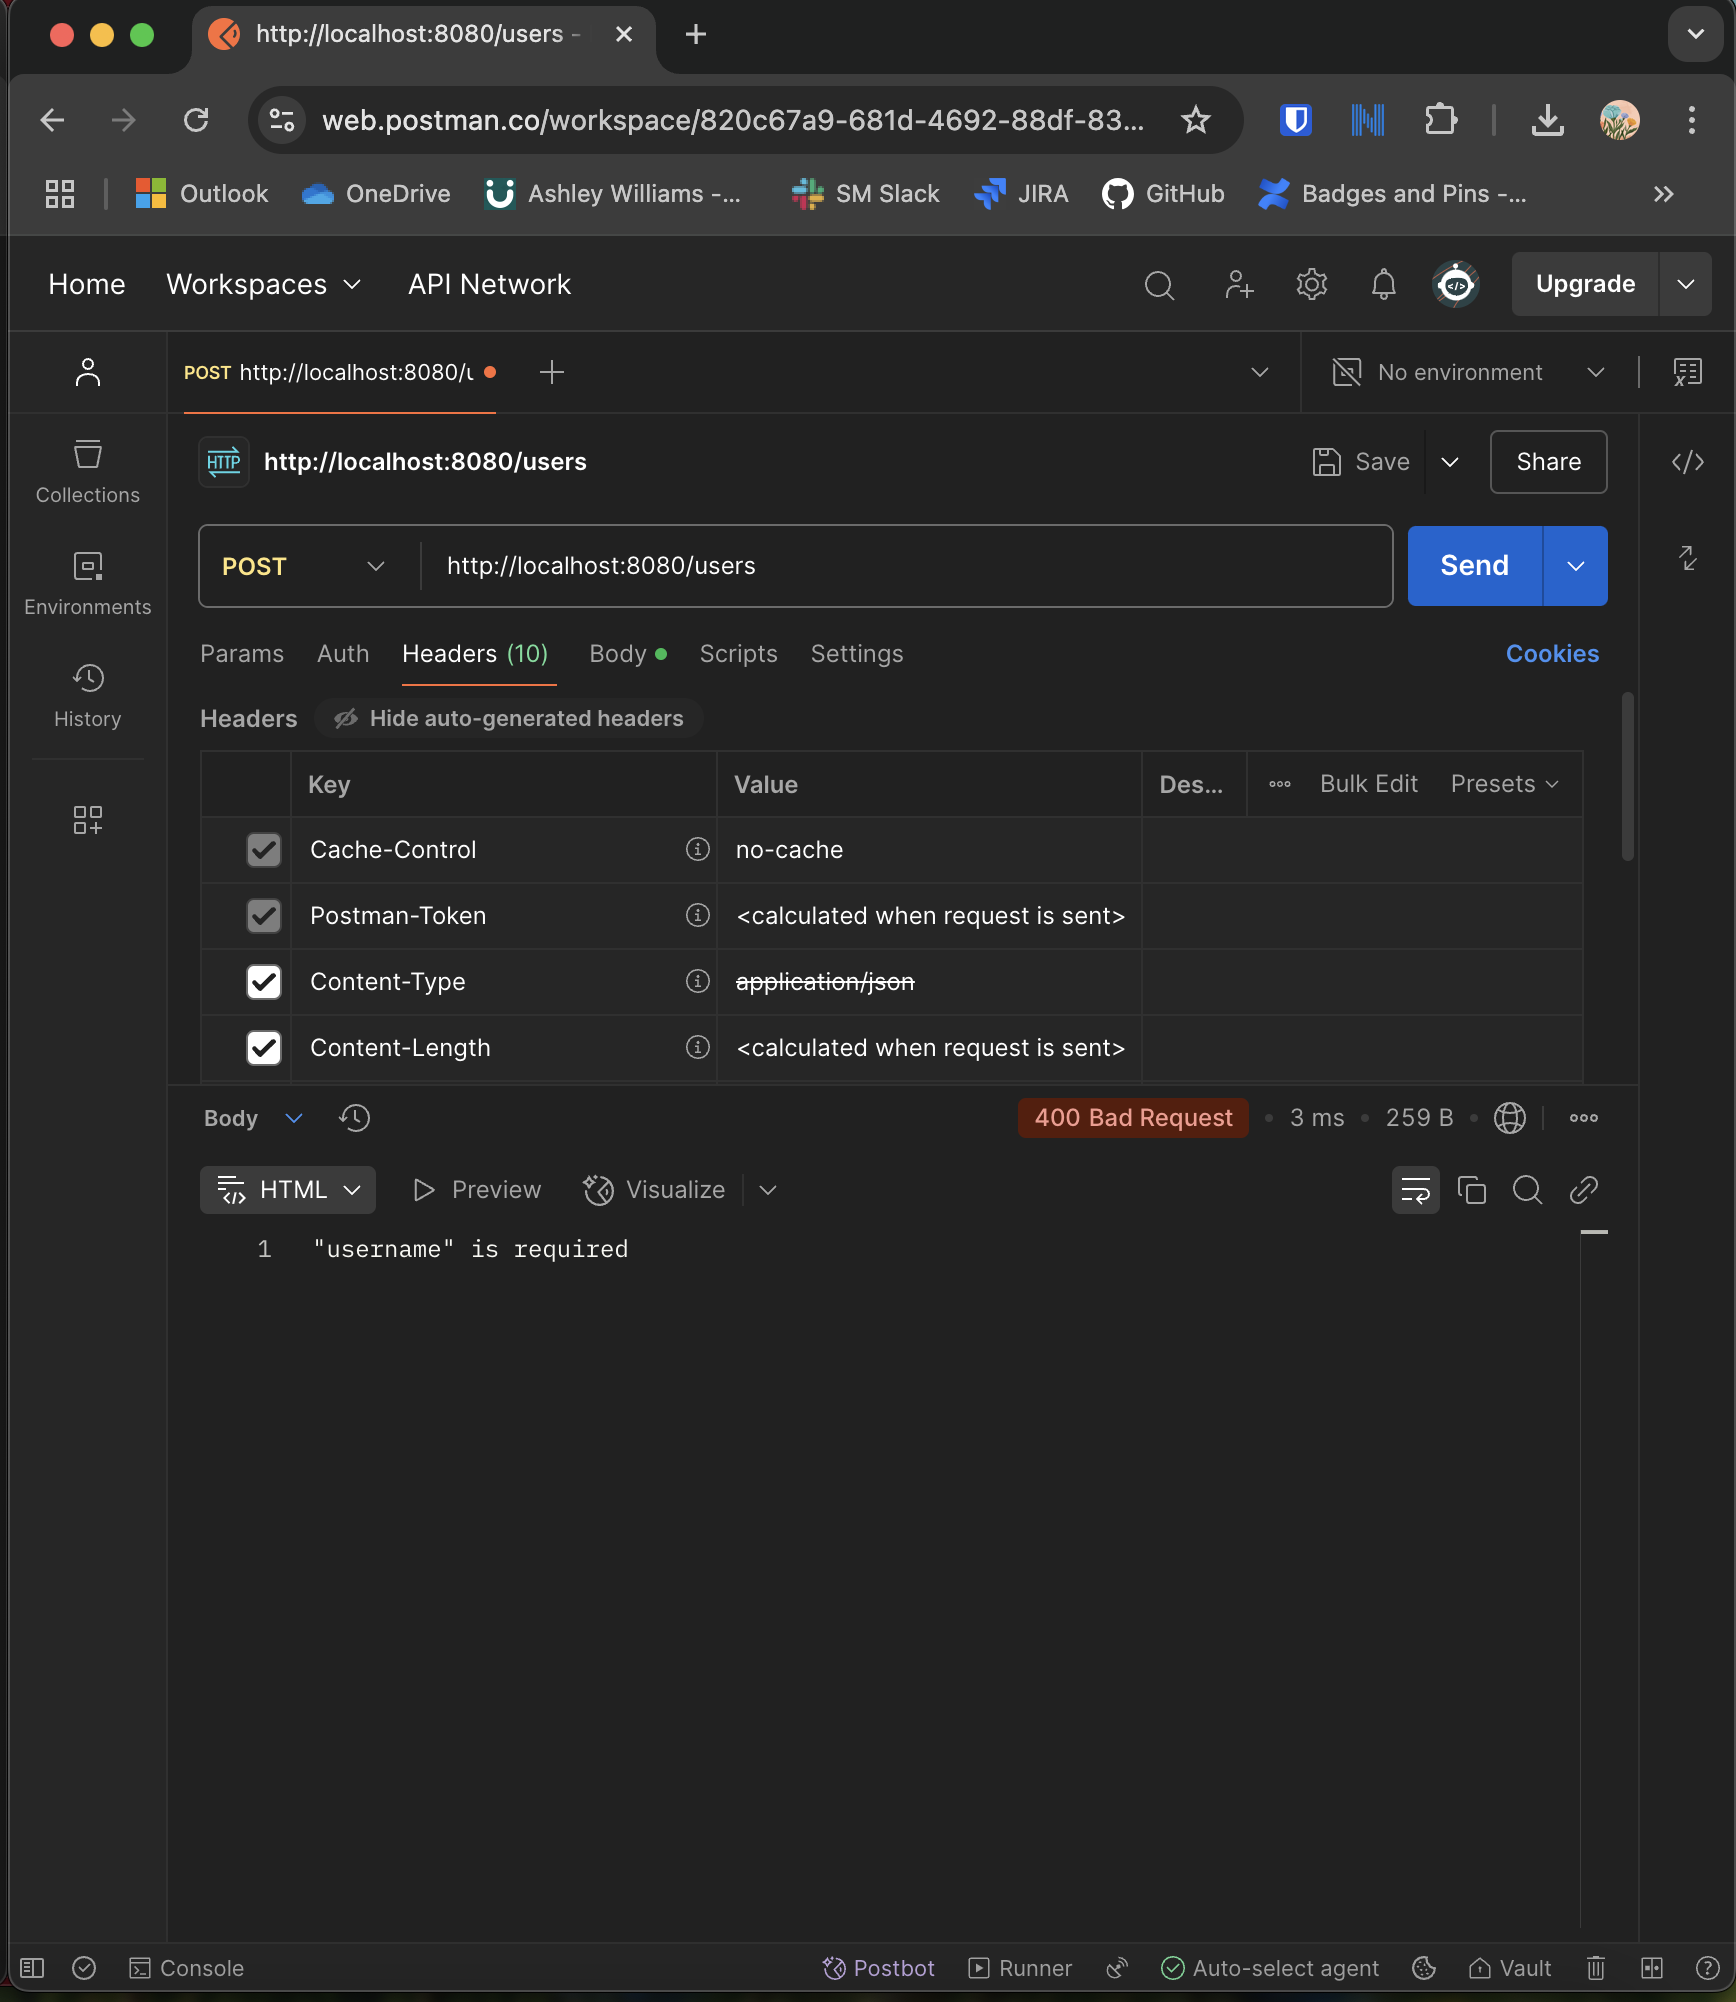 http://localhost:8080/users -
web.postman.co/workspace/820c67a9-681d-4692-88df-83...
Outlook OneDrive Ashley Williams -... SM Slack JIRA GitHub Badges and Pins -...
Home Workspaces API Network Upgrade
POST http://localhost:8080/u No environment
HTTP http://localhost:8080/users Save Share
Collections
POST http://localhost:8080/users Send
Environments
Params Auth Headers (10) Body Scripts Settings Cookies
History
Headers Hide auto-generated headers
Key Value Des... Bulk Edit Presets
Cache-Control no-cache
Postman-Token <calculated when request is sent>
Content-Type application/json
Content-Length <calculated when request is sent>
Body 400 Bad Request • 3 ms • 259 B
HTML Preview Visualize
1 "username" is required
Console Postbot Runner Auto-select agent Vault